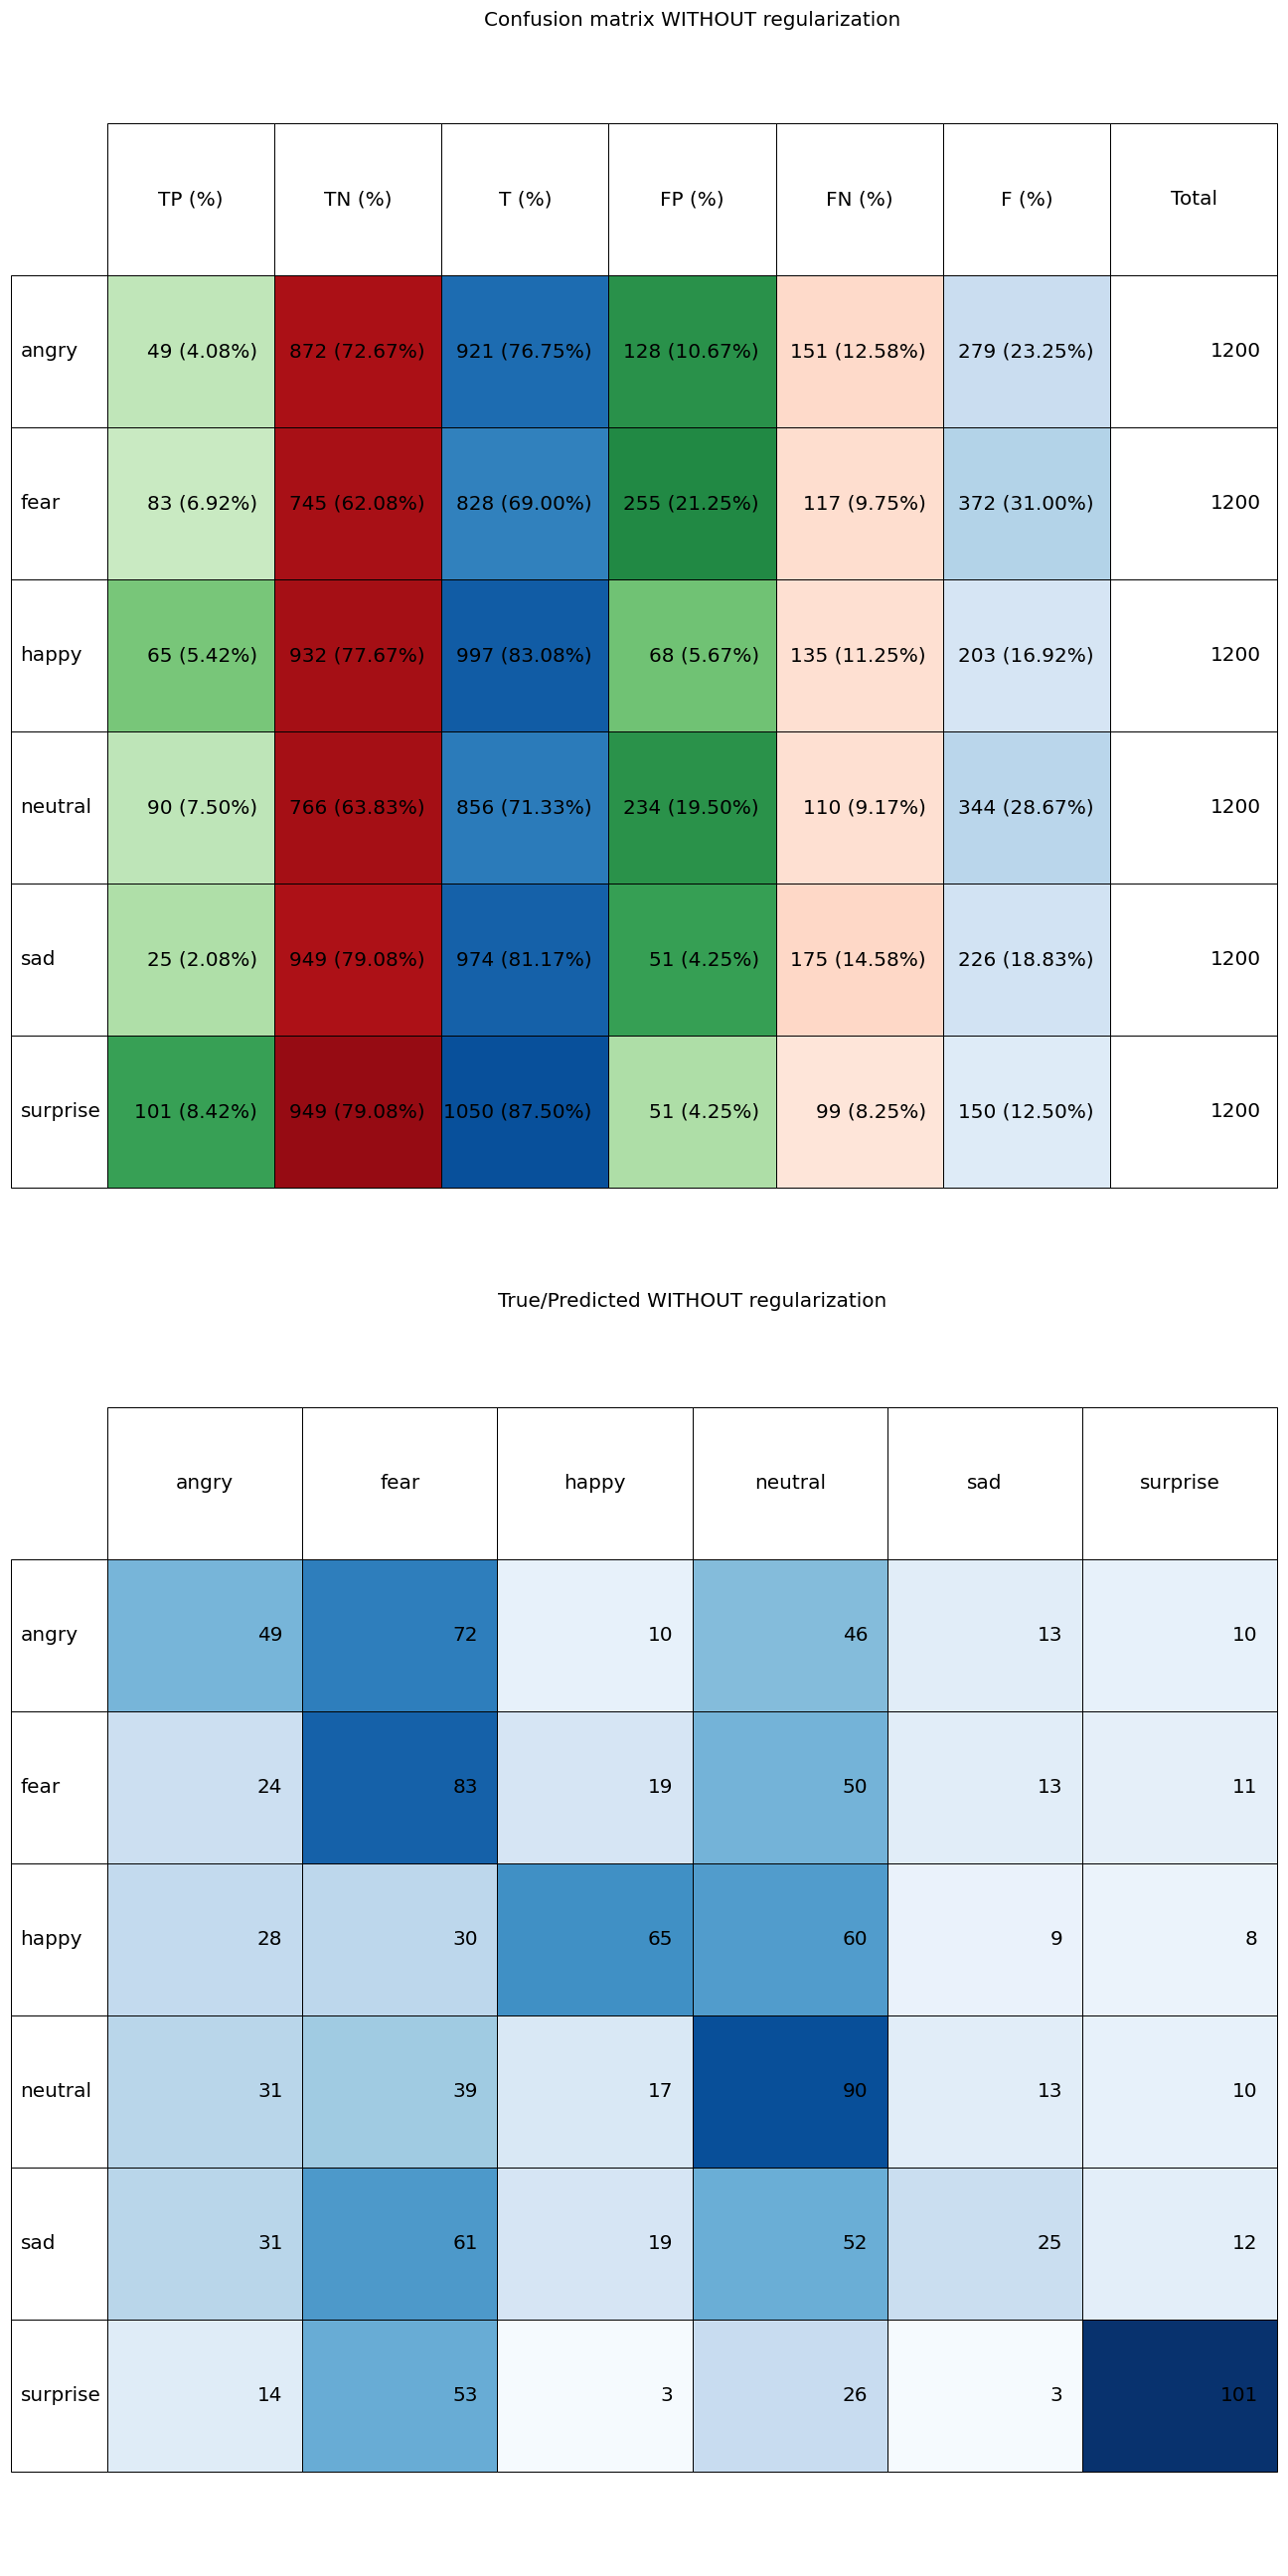 Confusion matrix WITHOUT regularization
TP (%) TN (%) T (%) FP (%) FN (%) F (%) Total
angry 49 (4.08%) 872 (72.67%) 921 (76.75%) 128 (10.67%) 151 (12.58%) 279 (23.25%) 1200
fear 83 (6.92%) 745 (62.08%) 828 (69.00%) 255 (21.25%) 117 (9.75%) 372 (31.00%) 1200
happy 65 (5.42%) 932 (77.67%) 997 (83.08%) 68 (5.67%) 135 (11.25%) 203 (16.92%) 1200
neutral 90 (7.50%) 766 (63.83%) 856 (71.33%) 234 (19.50%) 110 (9.17%) 344 (28.67%) 1200
sad 25 (2.08%) 949 (79.08%) 974 (81.17%) 51 (4.25%) 175 (14.58%) 226 (18.83%) 1200
surprise 101 (8.42%) 949 (79.08%) 1050 (87.50%) 51 (4.25%) 99 (8.25%) 150 (12.50%) 1200
True/Predicted WITHOUT regularization
angry fear happy neutral sad surprise
angry 49 72 10 46 13 10
fear 24 83 19 50 13 11
happy 28 30 65 60 9 8
neutral 31 39 17 90 13 10
sad 31 61 19 52 25 12
surprise 14 53 3 26 3 101